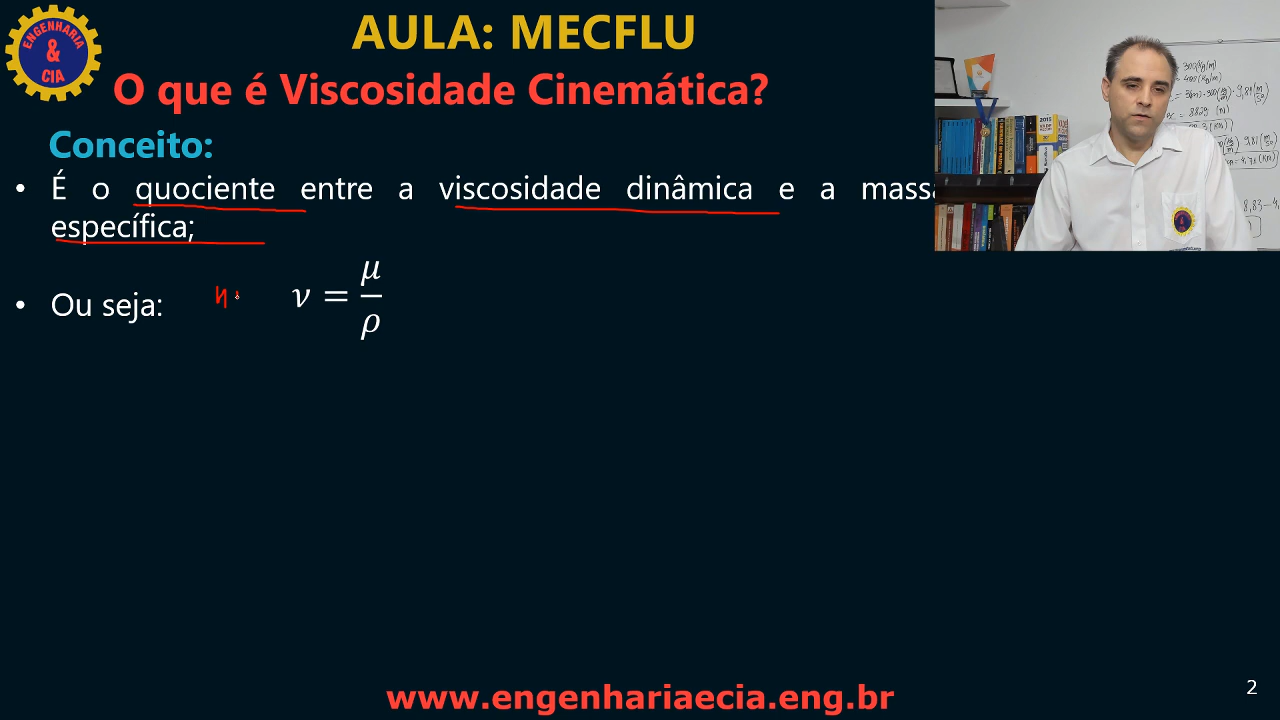 AULA: MECFLU
ENGENHARIA
&
CIA
O que é Viscosidade Cinemática?
Conceito:
• É o quociente entre a viscosidade dinâmica e a massa
específica;
• Ou seja: ν = μ/ρ
www.engenhariaecia.eng.br
2